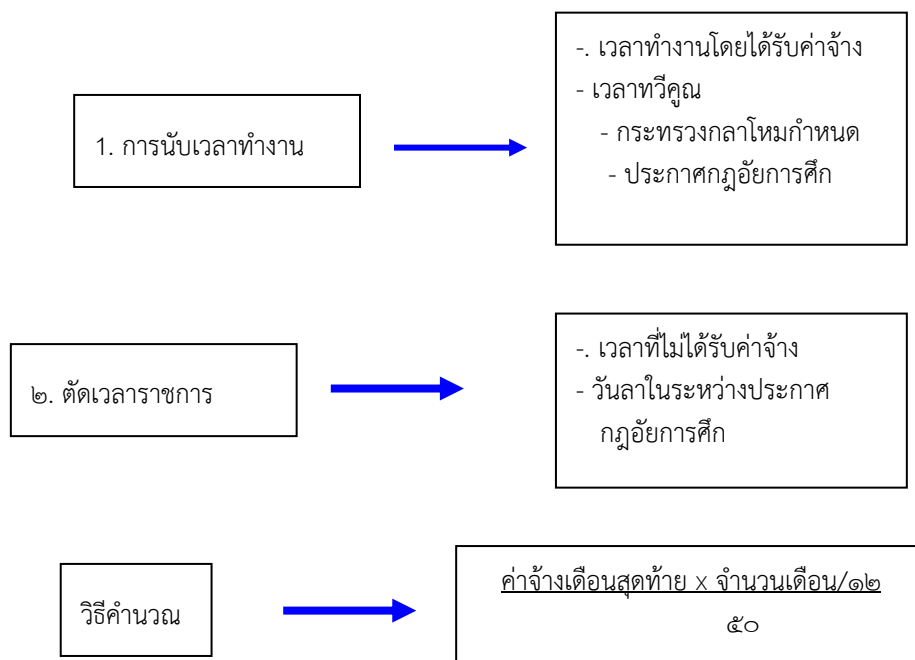 1. การนับเวลาทำงาน
-. เวลาทำงานโดยได้รับค่าจ้าง
- เวลาทวีคูณ
- กระทรวงกลาโหมกำหนด
- ประกาศกฎอัยการศึก
๒. ตัดเวลาราชการ
-. เวลาที่ไม่ได้รับค่าจ้าง
- วันลาในระหว่างประกาศ
กฎอัยการศึก
วิธีคำนวณ
ค่าจ้างเดือนสุดท้าย x จำนวนเดือน/๑๒
๕๐